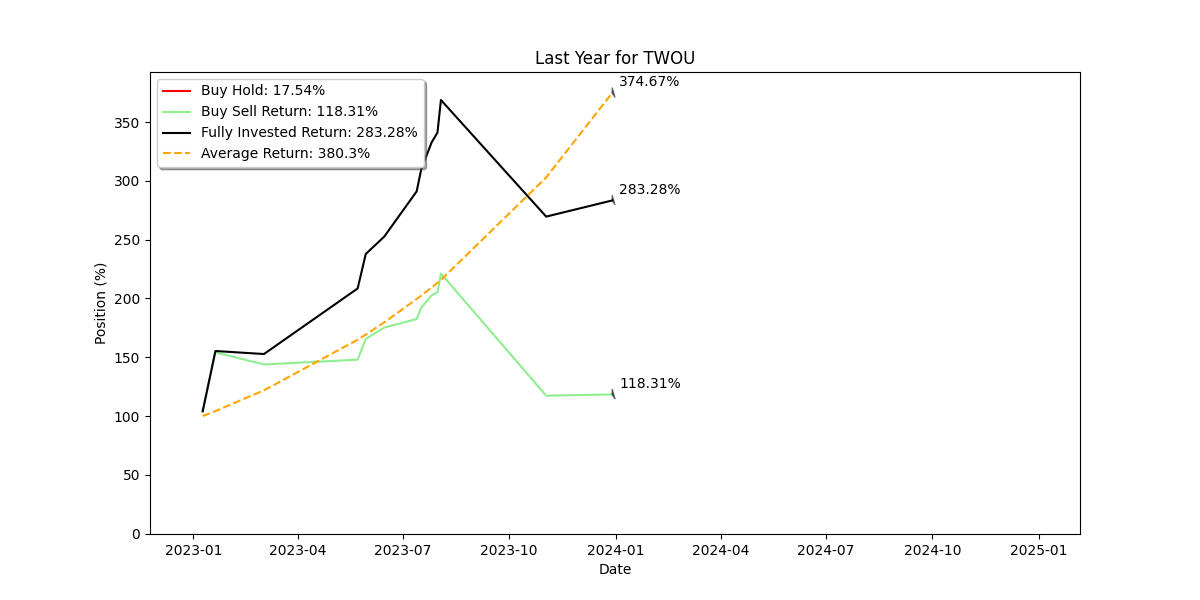 Last Year for TWOU
Buy Hold: 17.54%
Buy Sell Return: 118.31%
Fully Invested Return: 283.28%
Average Return: 380.3%
374.67%
283.28%
118.31%
Position (%)
350
300
250
200
150
100
50
0
2023-01 2023-04 2023-07 2023-10 2024-01 2024-04 2024-07 2024-10 2025-01
Date